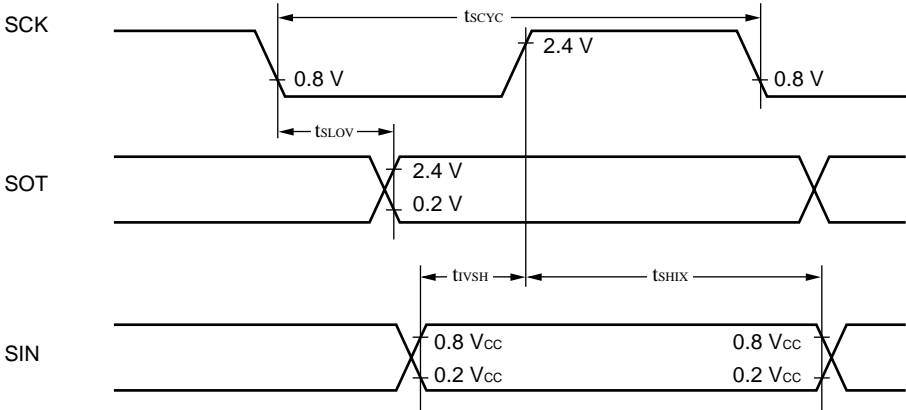 tSCYC
SCK
2.4 V
0.8 V
0.8 V
tSLOV
SOT
2.4 V
0.2 V
tIVSH
tSHIX
SIN
0.8 VCC
0.8 VCC
0.2 VCC
0.2 VCC